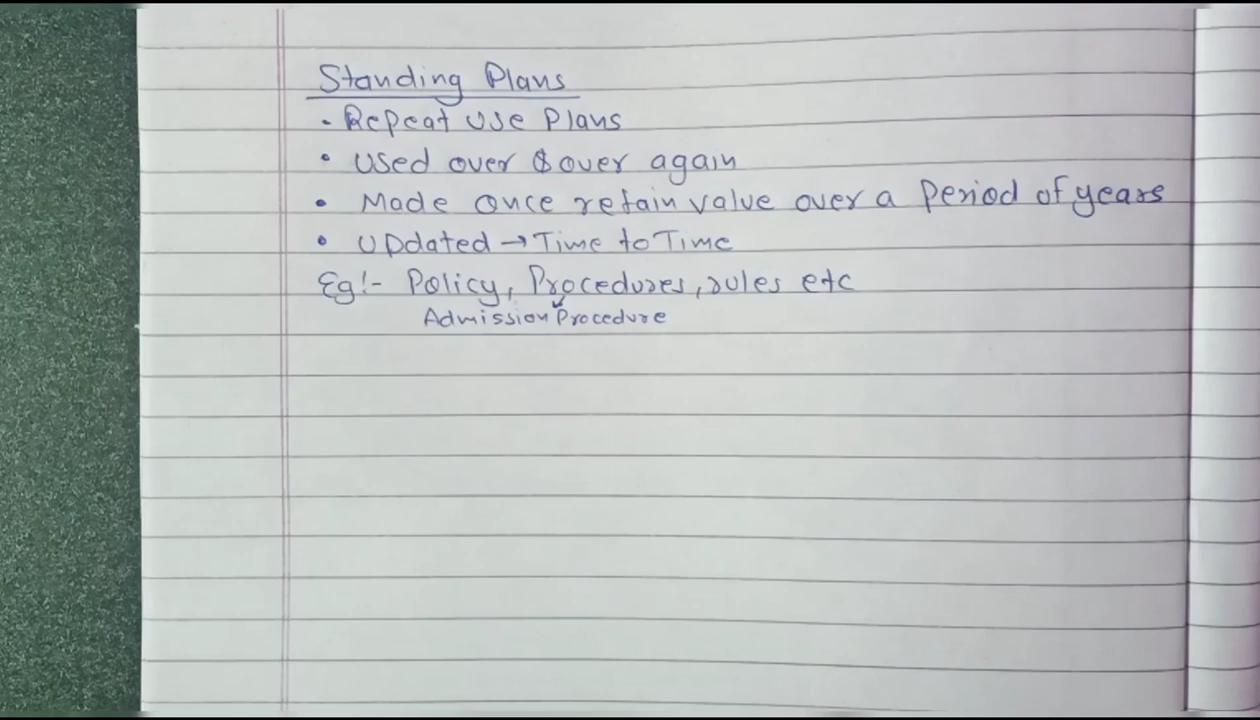 Standing Plans
• Repeat use Plans
• Used over & over again
• Made once retain value over a Period of years
• Updated → Time to Time
Eg:- Policy, Procedures, rules etc
Admission Procedure